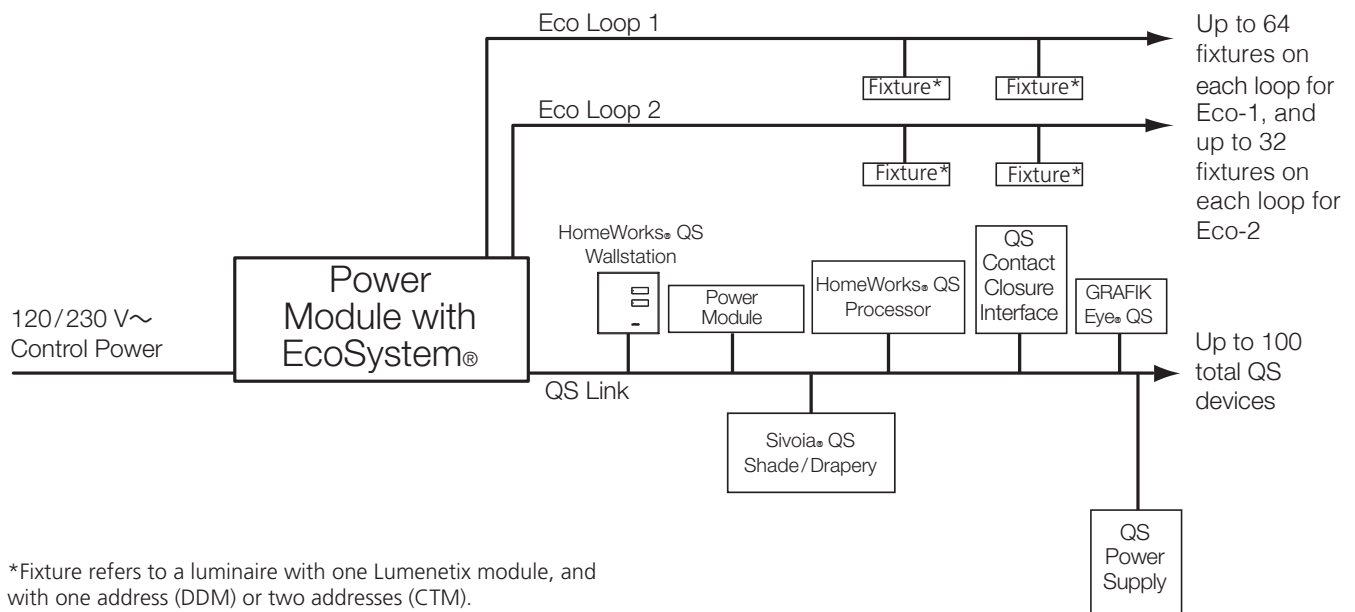 Eco Loop 1
Fixture*
Fixture*
Eco Loop 2
Fixture*
Fixture*
Up to 64
fixtures on
each loop for
Eco-1, and
up to 32
fixtures on
each loop for
Eco-2
120/230 V~
Control Power
Power
Module with
EcoSystem®
QS Link
HomeWorks® QS
Wallstation
Power
Module
HomeWorks® QS
Processor
QS
Contact
Closure
Interface
GRAFIK
Eye® QS
Up to 100
total QS
devices
Sivoia® QS
Shade/Drapery
QS
Power
Supply
*Fixture refers to a luminaire with one Lumenetix module, and
with one address (DDM) or two addresses (CTM).